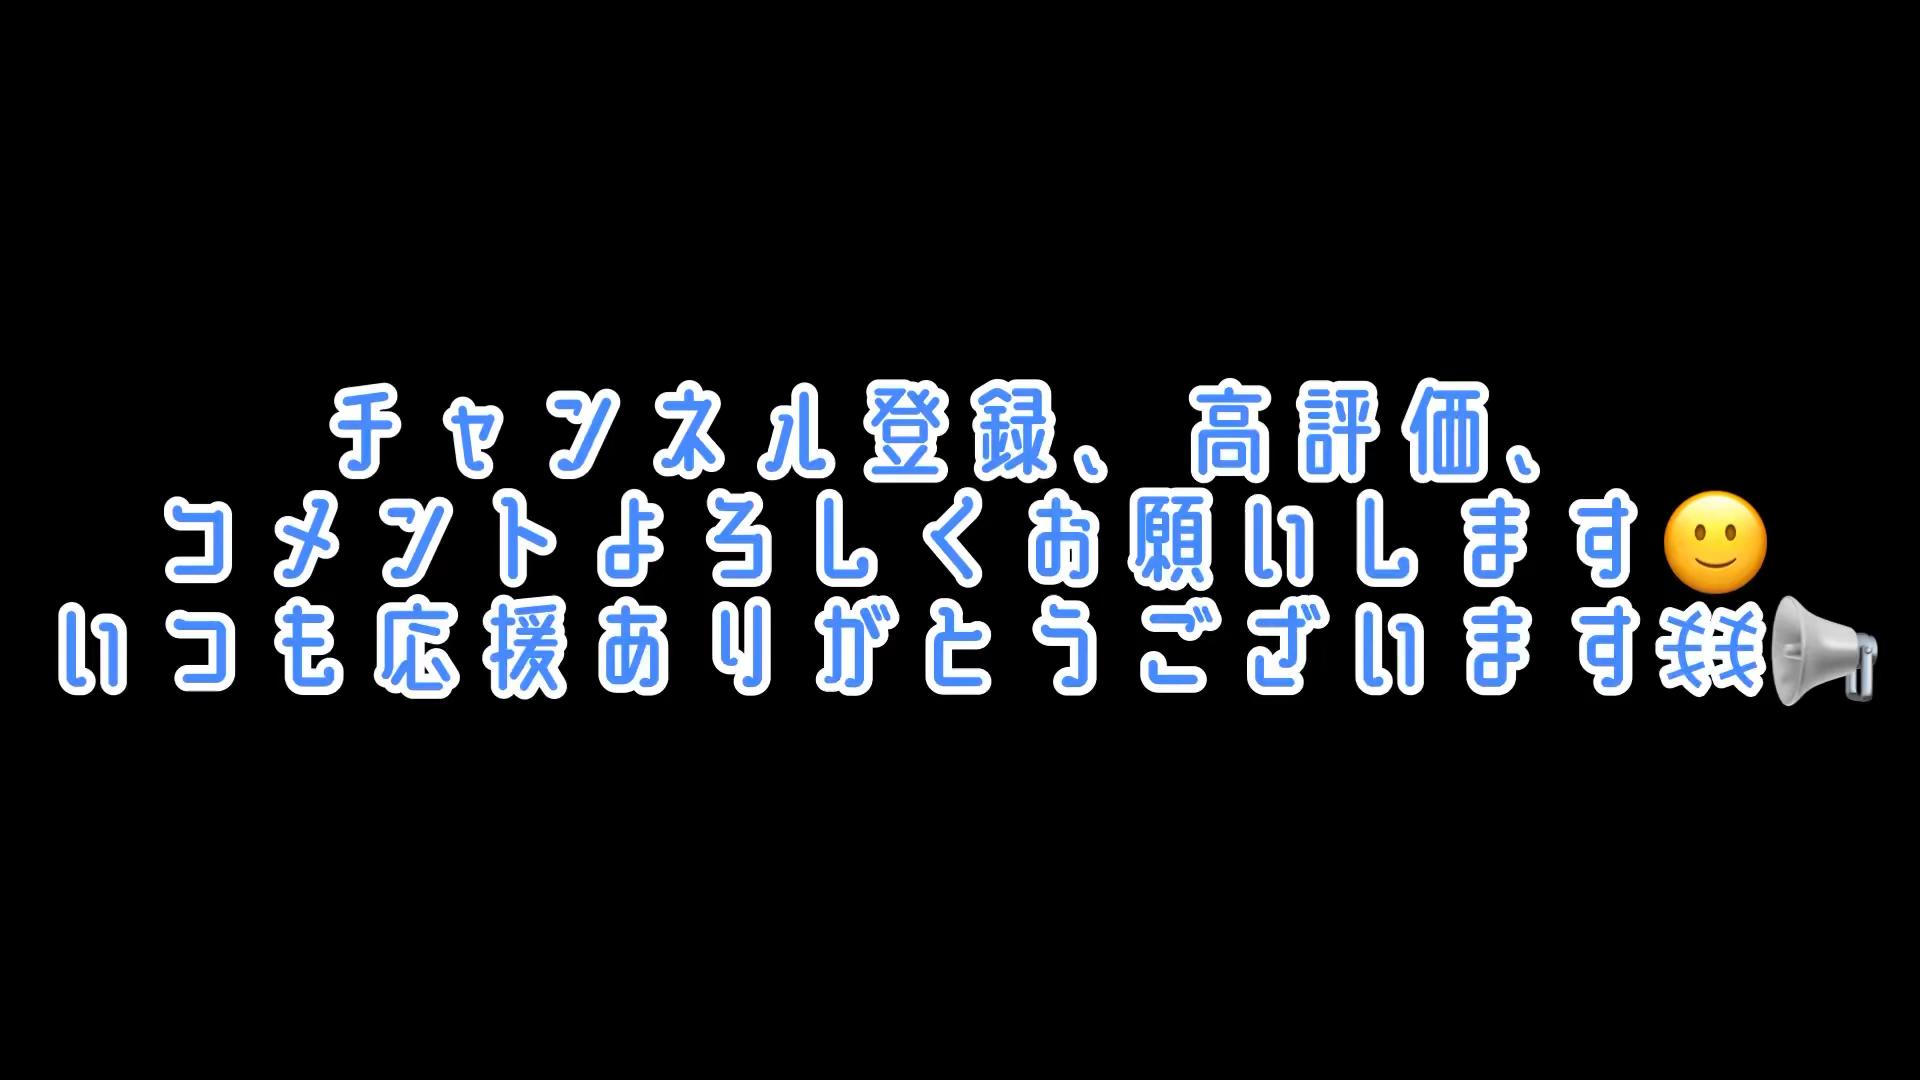 チャンネル登録、高評価、
コメントよろしくお願いします🙂
いつも応援ありがとうございます⛮📢